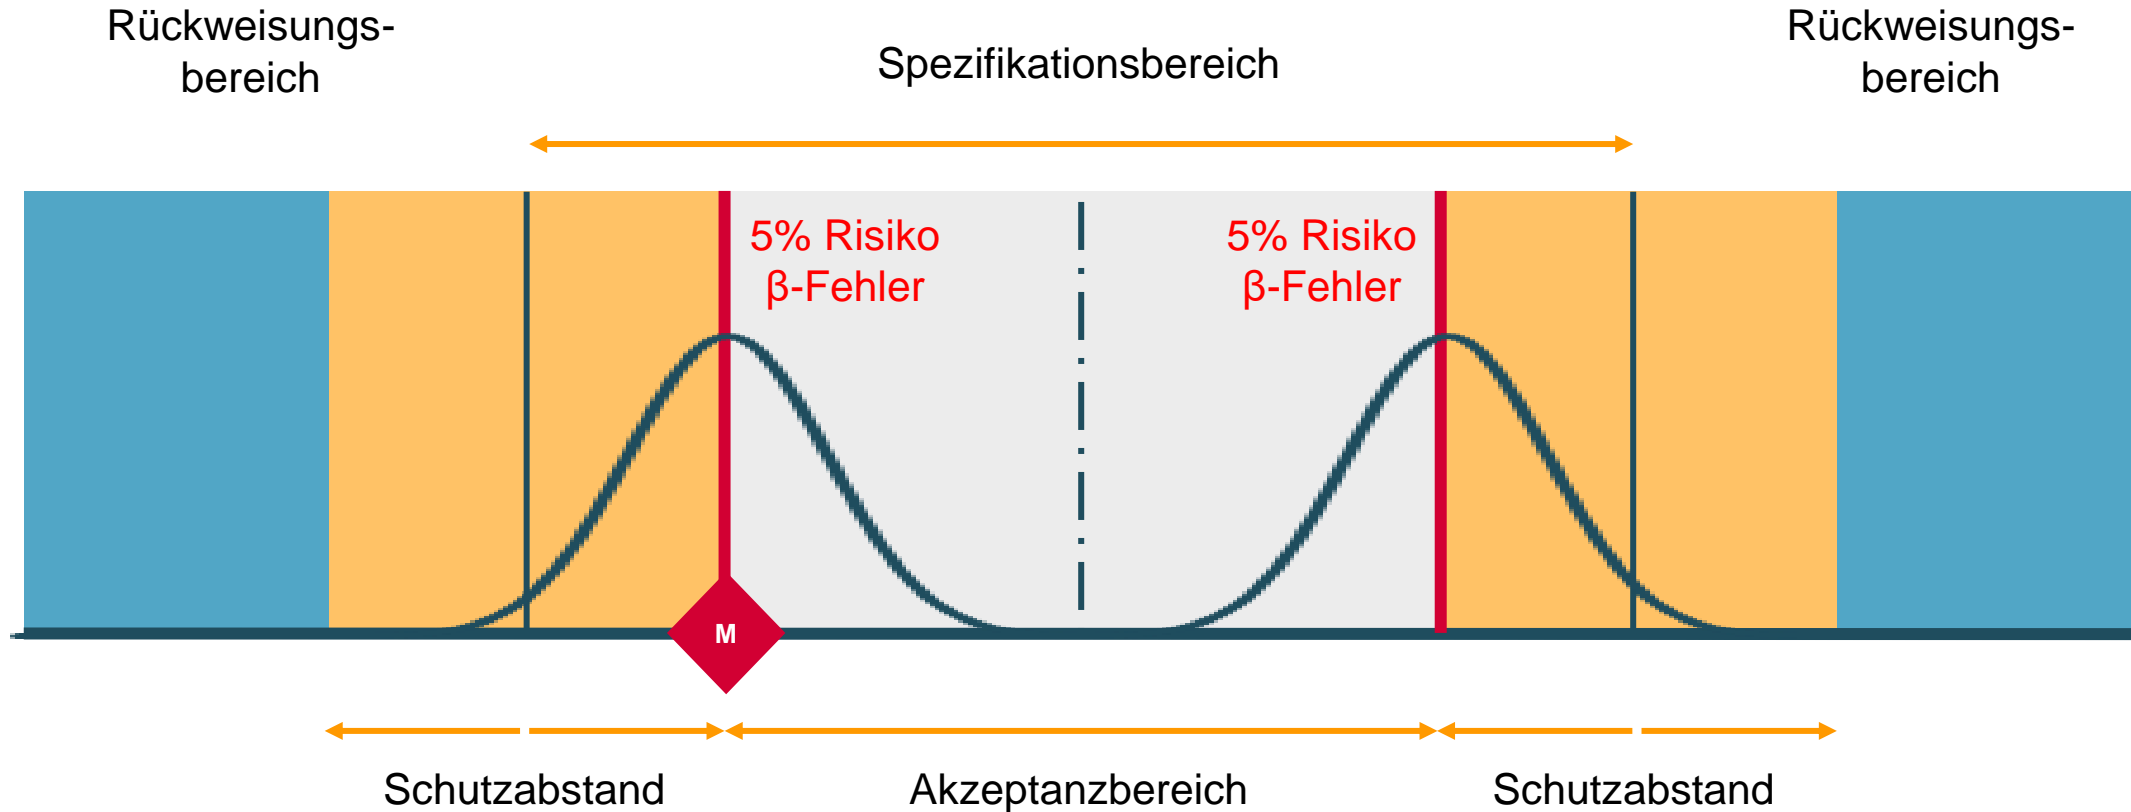 Rückweisungs-
bereich
Spezifikationsbereich
Rückweisungs-
bereich
5% Risiko
β-Fehler
5% Risiko
β-Fehler
M
Schutzabstand
Akzeptanzbereich
Schutzabstand